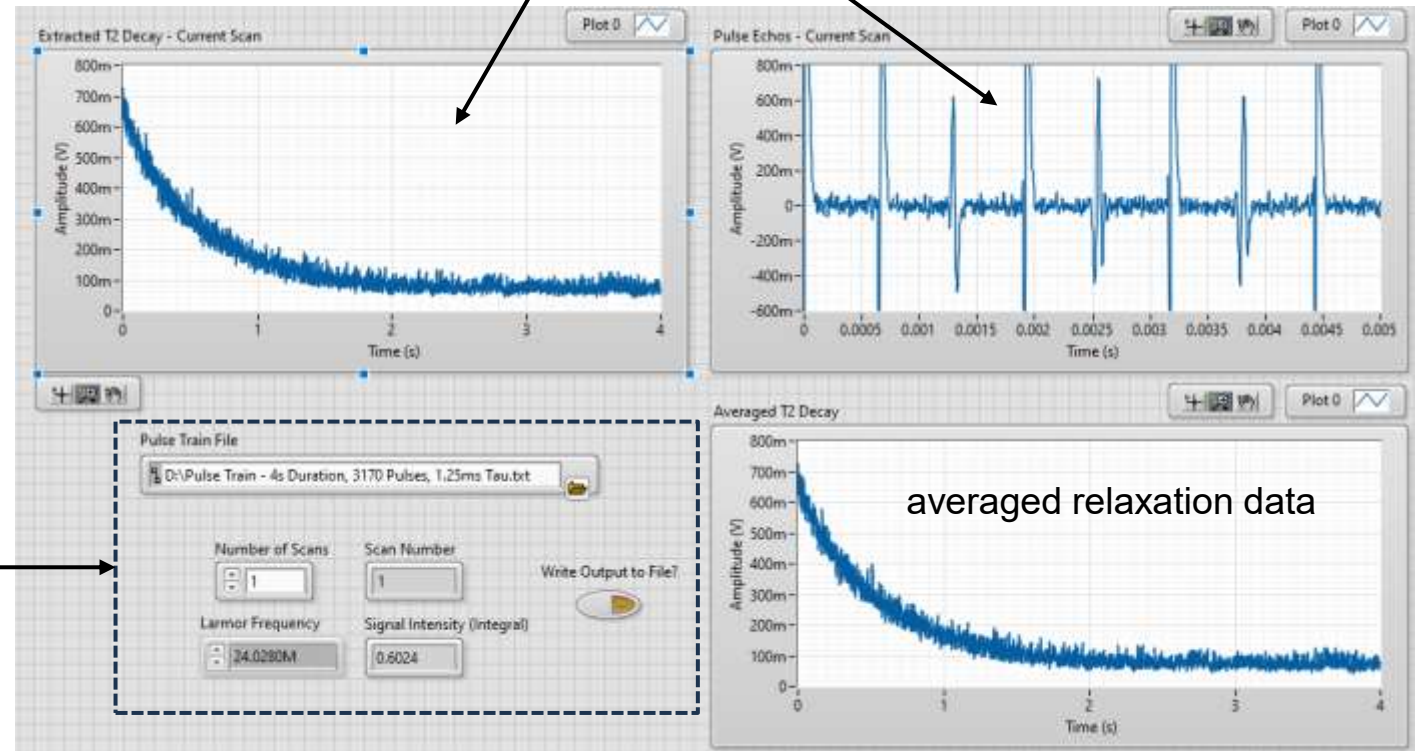 Extracted T2 Decay - Current Scan
Plot 0
800m
700m
600m
500m
400m
300m
200m
100m
0
Amplitude (V)
0 1 2 3 4
Time (s)
Pulse Echos - Current Scan
Plot 0
800m
600m
400m
200m
0
-200m
-400m
-600m
Amplitude (V)
0 0.0005 0.001 0.0015 0.002 0.0025 0.003 0.0035 0.004 0.0045 0.005
Time (s)
Pulse Train File
D:\Pulse Train - 4s Duration, 3170 Pulses, 1.25ms Tau.txt
Number of Scans
1
Scan Number
1
Write Output to File?
Larmor Frequency
24.0280M
Signal Intensity (Integral)
0.6024
Averaged T2 Decay
Plot 0
averaged relaxation data
800m
700m
600m
500m
400m
300m
200m
100m
0
Amplitude (V)
0 1 2 3 4
Time (s)